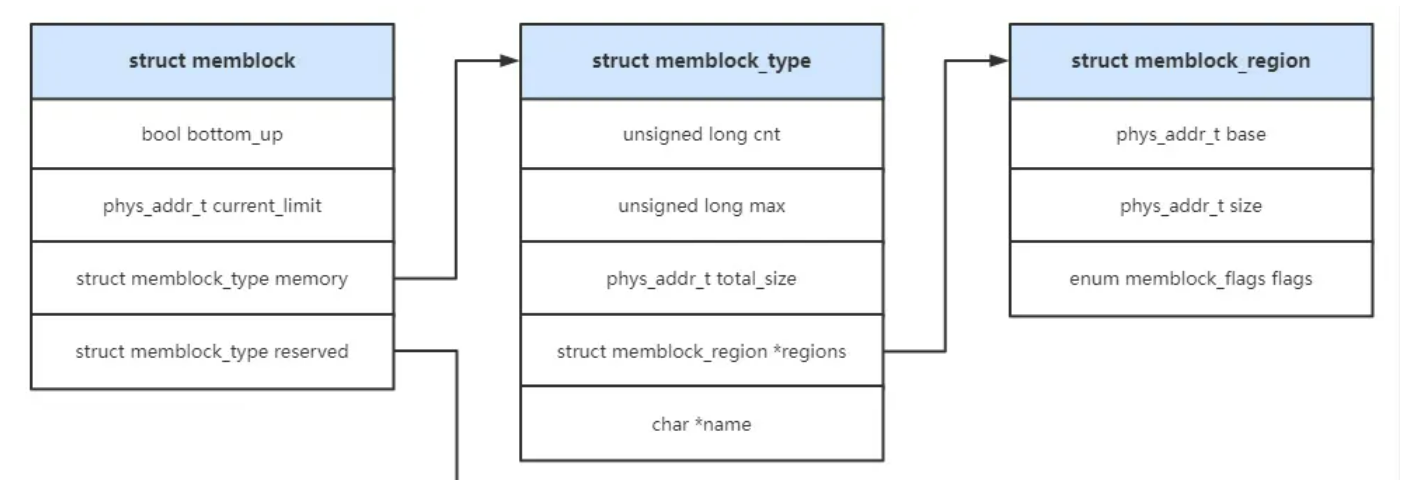 struct memblock
bool bottom_up
phys_addr_t current_limit
struct memblock_type memory
struct memblock_type reserved
struct memblock_type
unsigned long cnt
unsigned long max
phys_addr_t total_size
struct memblock_region *regions
char *name
struct memblock_region
phys_addr_t base
phys_addr_t size
enum memblock_flags flags